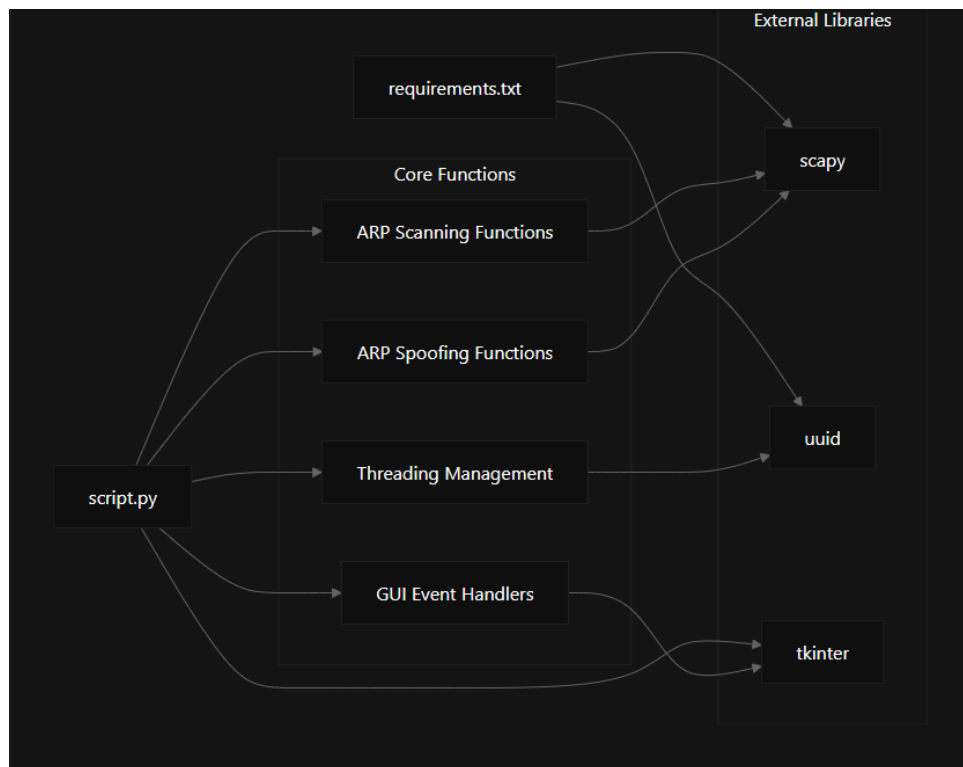 External Libraries
requirements.txt
scapy
Core Functions
ARP Scanning Functions
ARP Spoofing Functions
uuid
Threading Management
script.py
GUI Event Handlers
tkinter